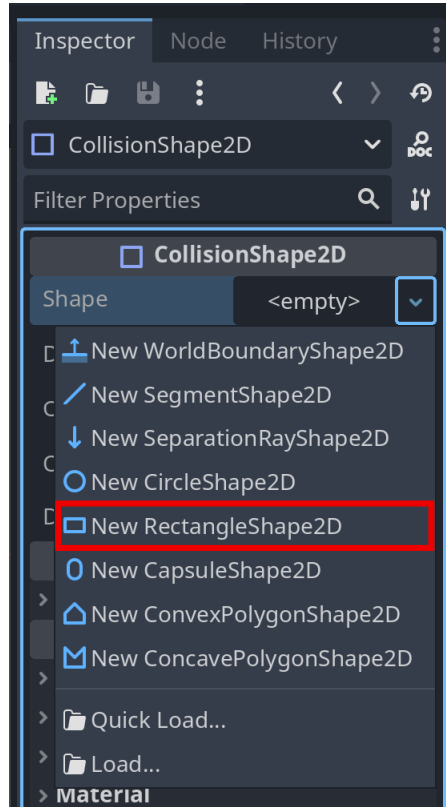 Inspector Node History
CollisionShape2D DOC
Filter Properties
CollisionShape2D
Shape <empty>
New WorldBoundaryShape2D
New SegmentShape2D
New SeparationRayShape2D
New CircleShape2D
New RectangleShape2D
New CapsuleShape2D
New ConvexPolygonShape2D
New ConcavePolygonShape2D
Quick Load...
Load...
Material